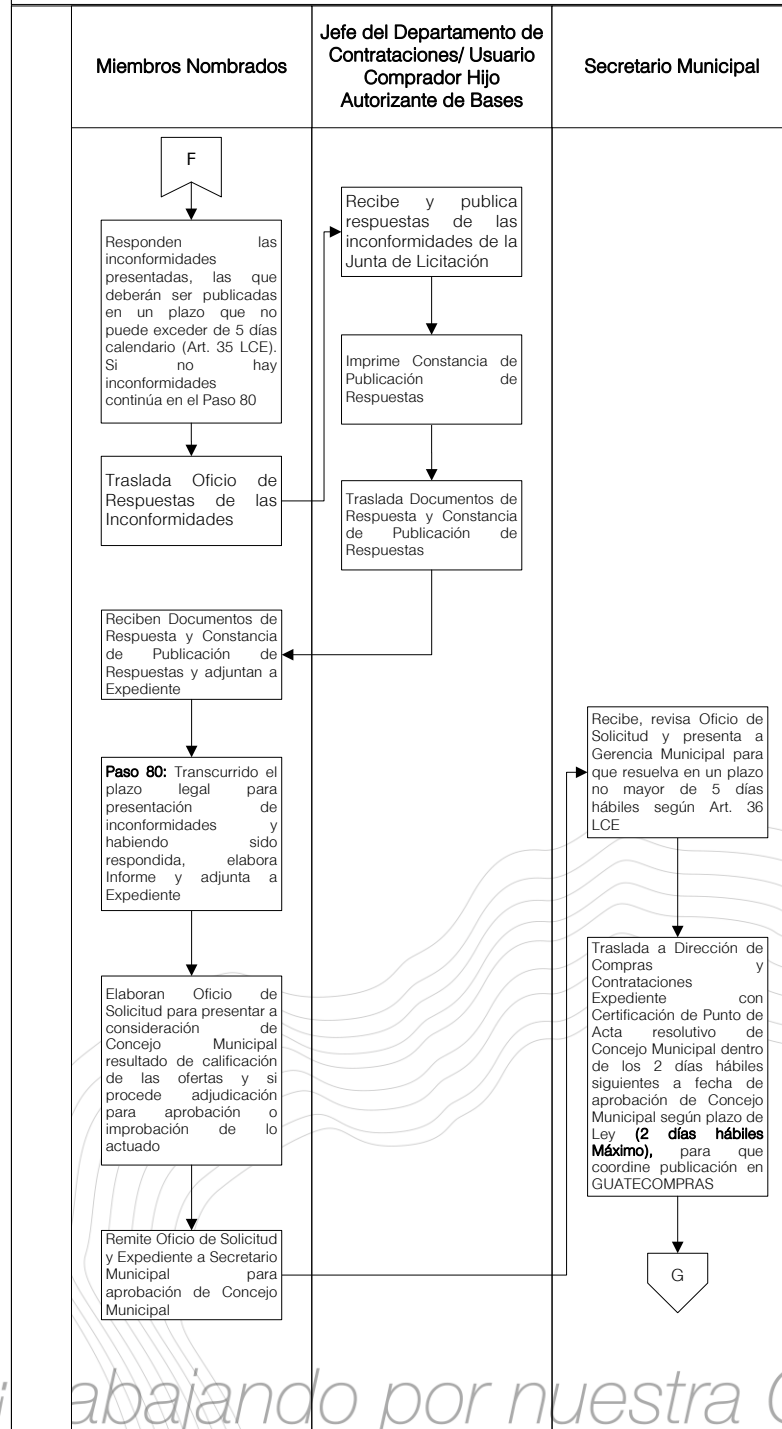 Miembros Nombrados
Jefe del Departamento de
Contrataciones/ Usuario
Comprador Hijo
Autorizante de Bases
Secretario Municipal
F
Responden las
inconformidades
presentadas, las que
deberán ser publicadas
en un plazo que no
puede exceder de 5 días
calendario (Art. 35 LCE).
Si no hay
inconformidades
continúa en el Paso 80
Traslada Oficio de
Respuestas de las
Inconformidades
Recibe y publica
respuestas de las
inconformidades de la
Junta de Licitación
Imprime Constancia de
Publicación de
Respuestas
Traslada Documentos de
Respuesta y Constancia
de Publicación de
Respuestas
Reciben Documentos de
Respuesta y Constancia
de Publicación de
Respuestas y adjuntan a
Expediente
Paso 80: Transcurrido el
plazo legal para
presentación de
inconformidades y
habiendo sido
respondida, elabora
Informe y adjunta a
Expediente
Elaboran Oficio de
Solicitud para presentar a
consideración de
Concejo Municipal
resultado de calificación
de las ofertas y si
procede adjudicación
para aprobación o
improbación de lo
actuado
Remite Oficio de Solicitud
y Expediente a Secretario
Municipal para
aprobación de Concejo
Municipal
Recibe, revisa Oficio de
Solicitud y presenta a
Gerencia Municipal para
que resuelva en un plazo
no mayor de 5 días
hábiles según Art. 36
LCE
Traslada a Dirección de
Compras y
Contrataciones
Expediente con
Certificación de Punto de
Acta resolutivo de
Concejo Municipal dentro
de los 2 días hábiles
siguientes a fecha de
aprobación de Concejo
Municipal según plazo de
Ley (2 días hábiles
Máximo), para que
coordine publicación en
GUATECOMPRAS
G
abajando por nuestra